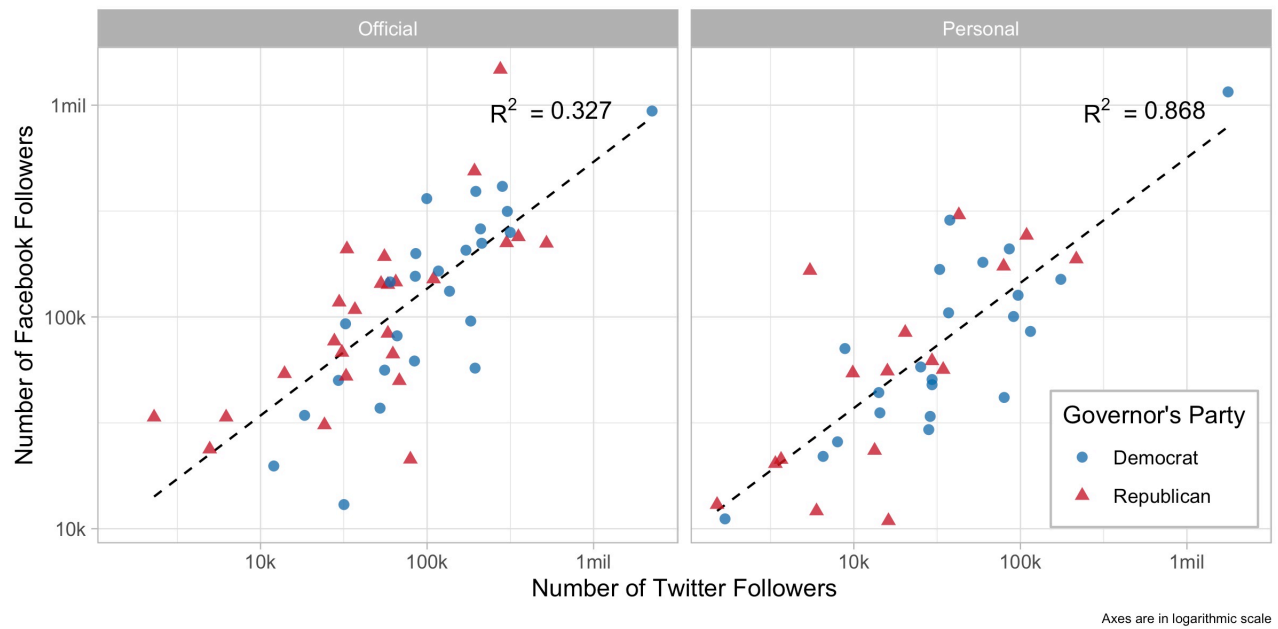 Official
Personal
1mil
100k
10k
Number of Facebook Followers
R² = 0.327
R² = 0.868
Governor's Party
Democrat
Republican
10k
100k
1mil
10k
100k
1mil
Number of Twitter Followers
Axes are in logarithmic scale